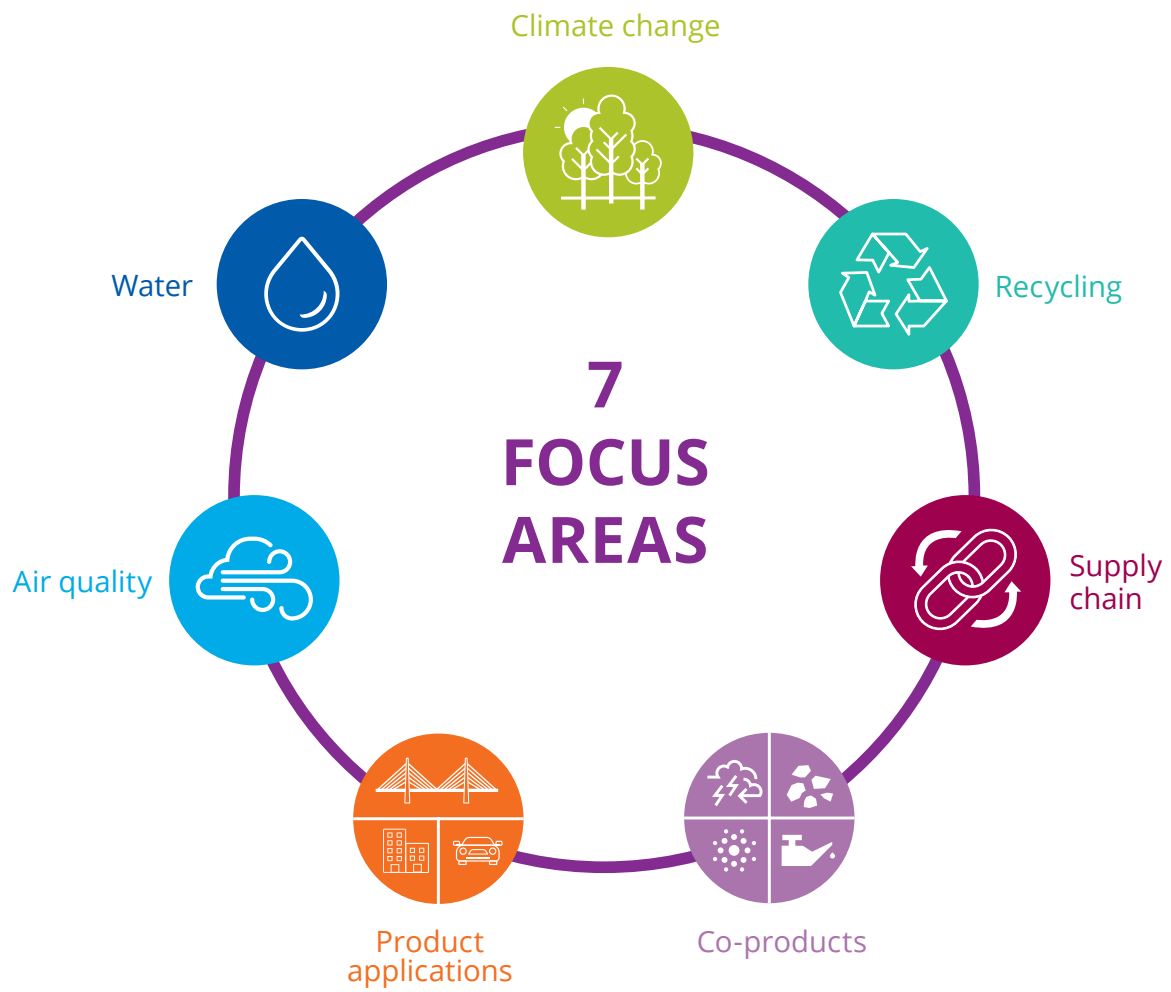 Climate change
Water
Recycling
7
FOCUS
AREAS
Air quality
Supply
chain
Product
applications
Co-products